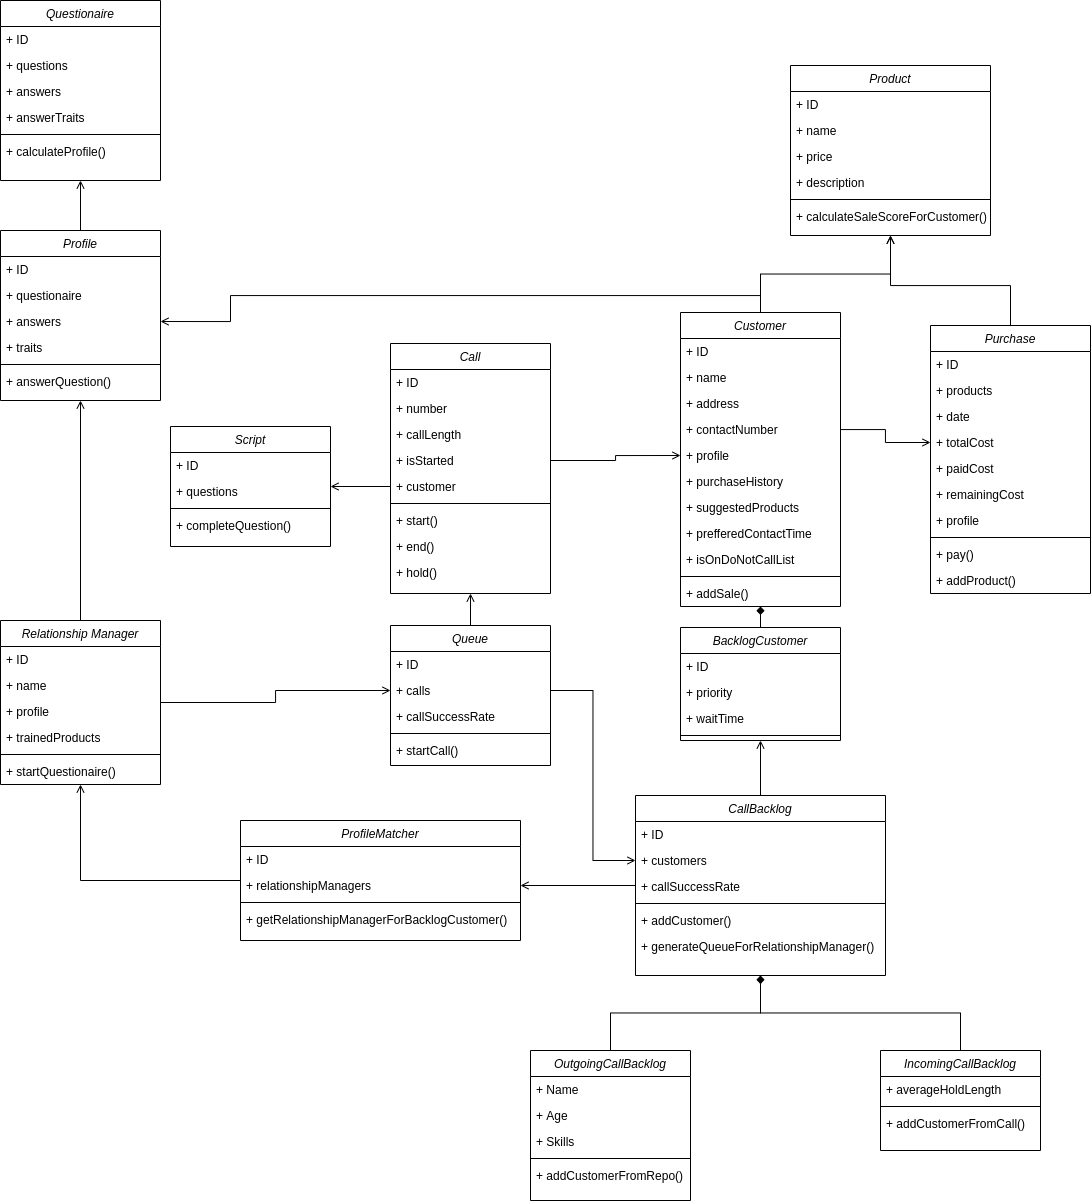 Questionaire
+ ID
+ questions
+ answers
+ answerTraits
+ calculateProfile()
Product
+ ID
+ name
+ price
+ description
+ calculateSaleScoreForCustomer()
Profile
+ ID
+ questionaire
+ answers
+ traits
+ answerQuestion()
Customer
+ ID
+ name
+ address
+ contactNumber
+ profile
+ purchaseHistory
+ suggestedProducts
+ prefferedContactTime
+ isOnDoNotCallList
+ addSale()
Purchase
+ ID
+ products
+ date
+ totalCost
+ paidCost
+ remainingCost
+ profile
+ pay()
+ addProduct()
Call
+ ID
+ number
+ callLength
+ isStarted
+ customer
+ start()
+ end()
+ hold()
Script
+ ID
+ questions
+ completeQuestion()
Relationship Manager
+ ID
+ name
+ profile
+ trainedProducts
+ startQuestionaire()
Queue
+ ID
+ calls
+ callSuccessRate
+ startCall()
BacklogCustomer
+ ID
+ priority
+ waitTime
CallBacklog
+ ID
+ customers
+ callSuccessRate
+ addCustomer()
+ generateQueueForRelationshipManager()
ProfileMatcher
+ ID
+ relationshipManagers
+ getRelationshipManagerForBacklogCustomer()
OutgoingCallBacklog
+ Name
+ Age
+ Skills
+ addCustomerFromRepo()
IncomingCallBacklog
+ averageHoldLength
+ addCustomerFromCall()